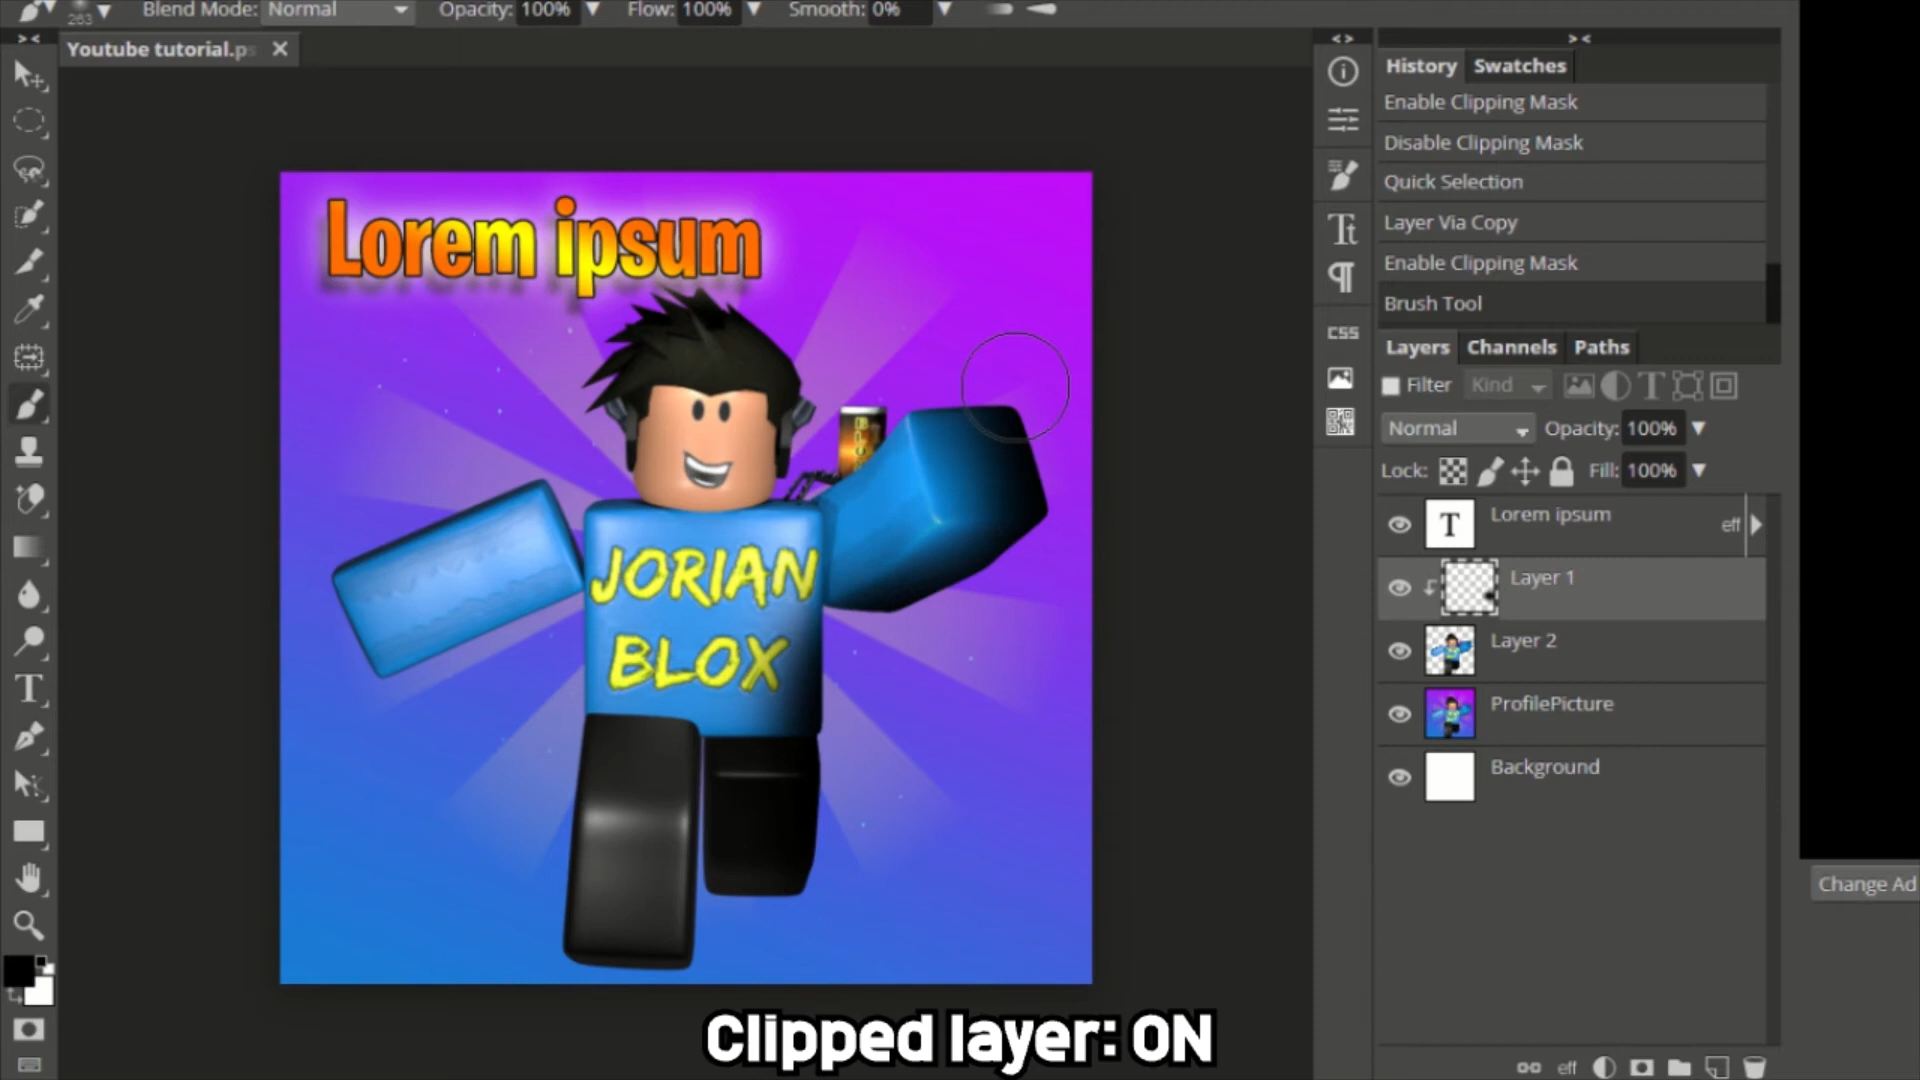 263 Blend Mode: Normal Opacity: 100% Flow: 100% Smooth: 0%
Youtube tutorial.ps
History Swatches
Enable Clipping Mask
Disable Clipping Mask
Quick Selection
Layer Via Copy
Enable Clipping Mask
Brush Tool
CSS
Layers Channels Paths
Filter Kind
Normal Opacity: 100%
Lock: Fill: 100%
Lorem ipsum eff
Layer 1
Layer 2
ProfilePicture
Background
eff
Change Ad
Lorem ipsum
JORIAN
BLOX
Clipped layer: ON